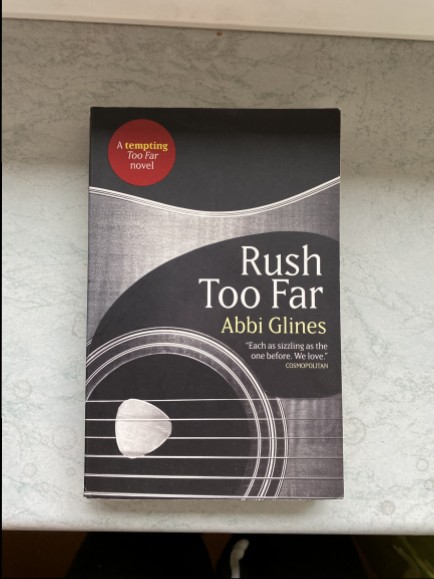 A tempting
Too Far
novel
Rush
Too Far
Abbi Glines
"Each as sizzling as the
one before. We love."
COSMOPOLITAN